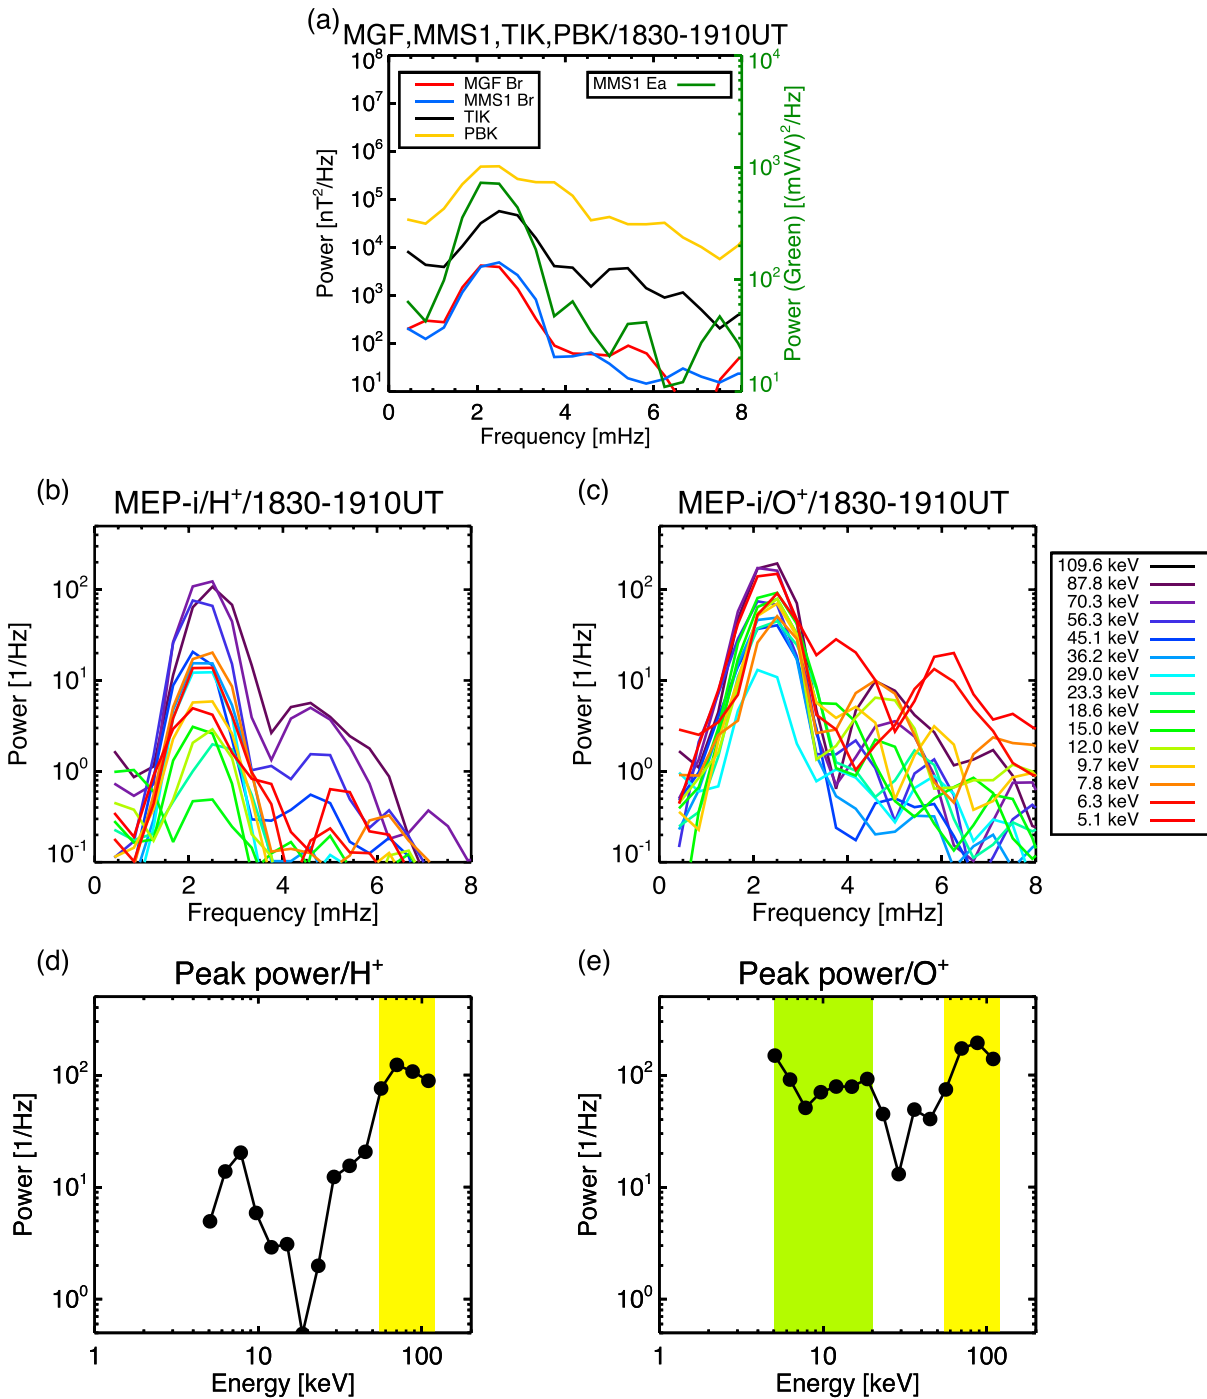 (a)
MGF,MMS1,TIK,PBK/1830-1910UT
10^8
10^7
10^6
10^5
10^4
10^3
10^2
10^1
Power [nT^2/Hz]
MGF Br
MMS1 Br
TIK
PBK
MMS1 Ea
10^4
10^3
10^2
10^1
Power (Green) [(mV/V)^2/Hz]
0 2 4 6 8
Frequency [mHz]
(b)
MEP-i/H^+/1830-1910UT
10^2
10^1
10^0
10^-1
Power [1/Hz]
0 2 4 6 8
Frequency [mHz]
(c)
MEP-i/O^+/1830-1910UT
10^2
10^1
10^0
10^-1
Power [1/Hz]
0 2 4 6 8
Frequency [mHz]
109.6 keV
87.8 keV
70.3 keV
56.3 keV
45.1 keV
36.2 keV
29.0 keV
23.3 keV
18.6 keV
15.0 keV
12.0 keV
9.7 keV
7.8 keV
6.3 keV
5.1 keV
(d)
Peak power/H^+
10^2
10^1
10^0
Power [1/Hz]
1 10 100
Energy [keV]
(e)
Peak power/O^+
10^2
10^1
10^0
Power [1/Hz]
1 10 100
Energy [keV]